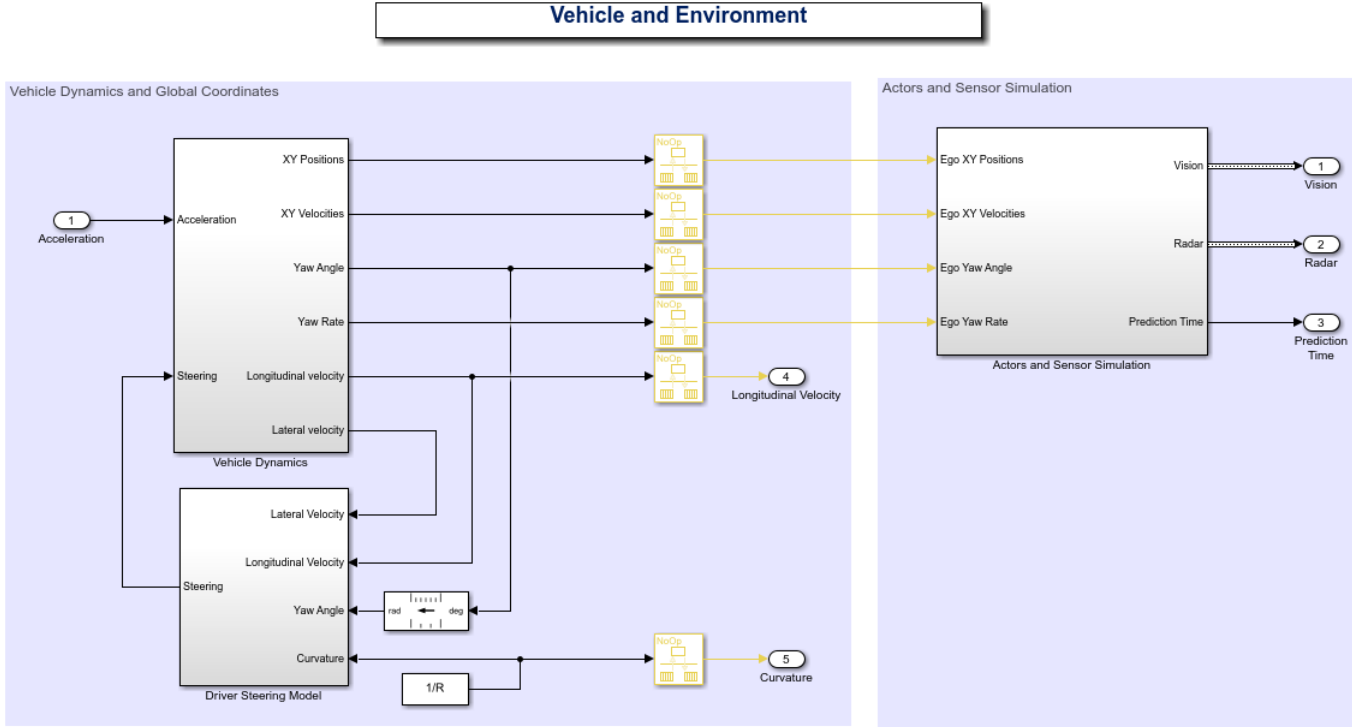 Vehicle and Environment
Vehicle Dynamics and Global Coordinates
Acceleration
Steering
XY Positions
XY Velocities
Yaw Angle
Yaw Rate
Longitudinal velocity
Lateral velocity
Vehicle Dynamics
1
Acceleration
NoOp
NoOp
NoOp
NoOp
NoOp
4
Longitudinal Velocity
Lateral Velocity
Longitudinal Velocity
Steering
Yaw Angle
Curvature
Driver Steering Model
rad
deg
1/R
NoOp
5
Curvature
Actors and Sensor Simulation
Ego XY Positions
Ego XY Velocities
Ego Yaw Angle
Ego Yaw Rate
Vision
Radar
Prediction Time
Actors and Sensor Simulation
1
Vision
2
Radar
3
Prediction
Time